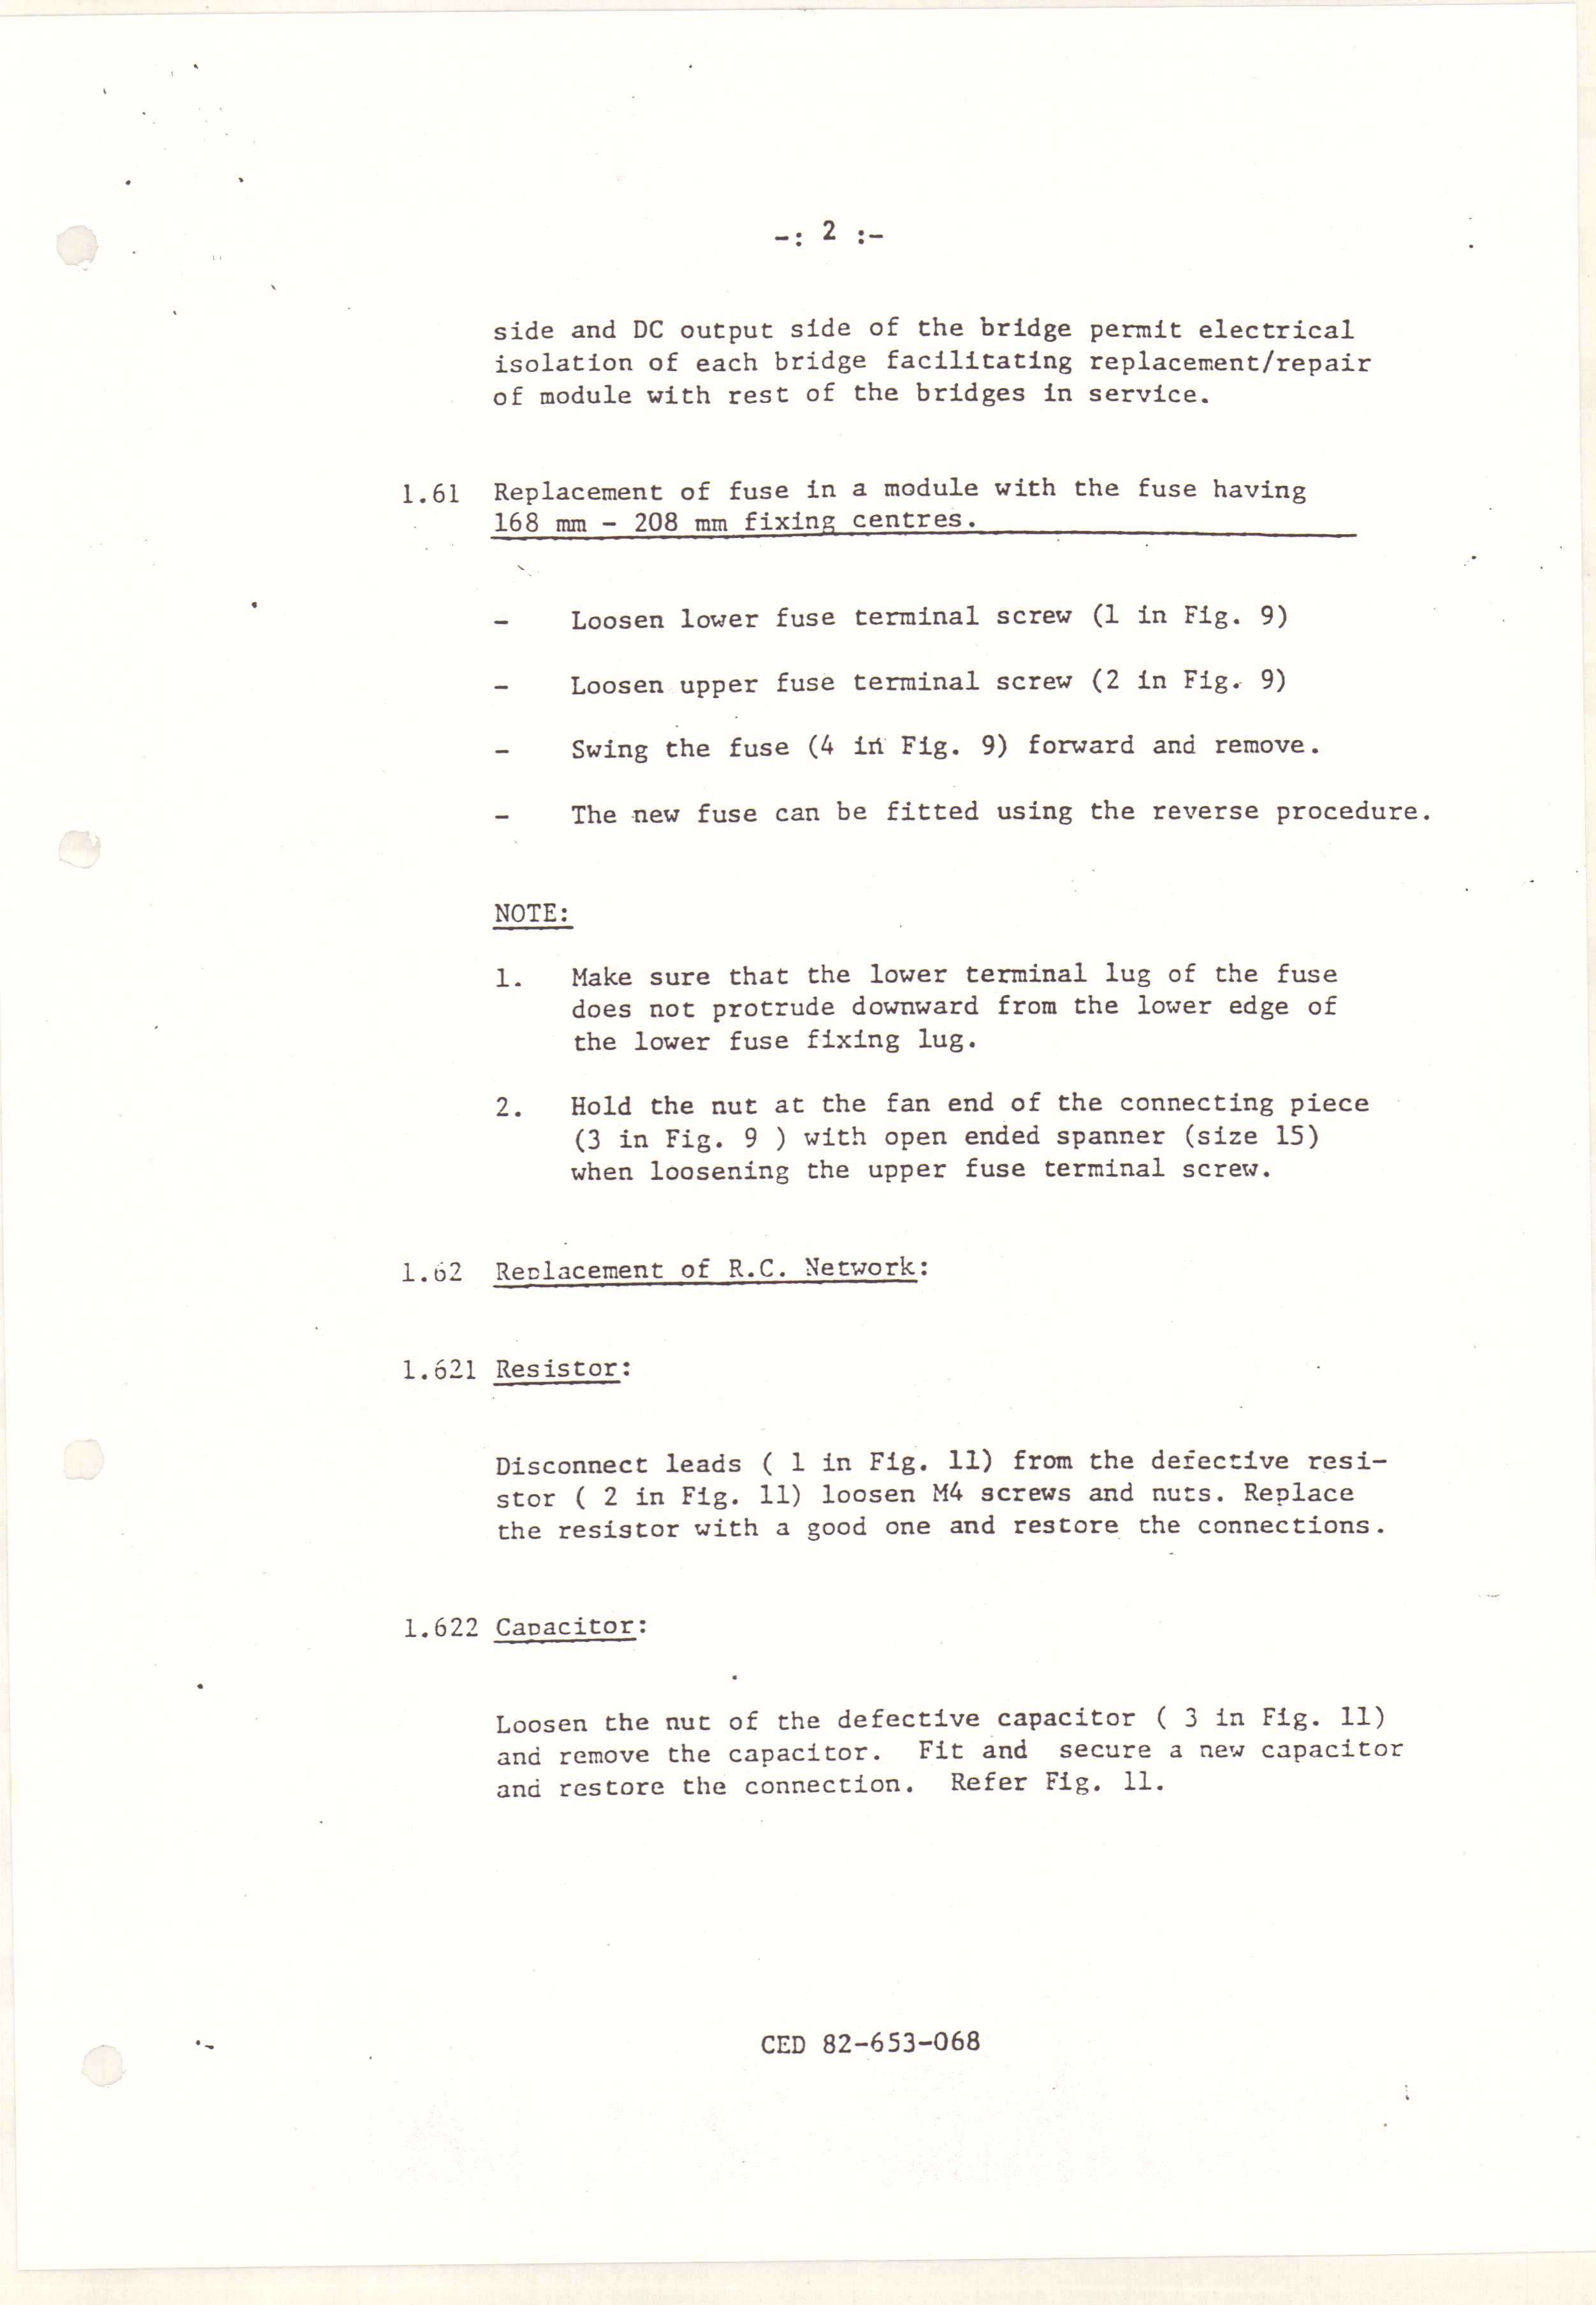 -: 2 :-
side and DC output side of the bridge permit electrical
isolation of each bridge facilitating replacement/repair
of module with rest of the bridges in service.
1.61 Replacement of fuse in a module with the fuse having
168 mm - 208 mm fixing centres.
- Loosen lower fuse terminal screw (1 in Fig. 9)
- Loosen upper fuse terminal screw (2 in Fig. 9)
- Swing the fuse (4 in Fig. 9) forward and remove.
- The new fuse can be fitted using the reverse procedure.
NOTE:
1. Make sure that the lower terminal lug of the fuse
does not protrude downward from the lower edge of
the lower fuse fixing lug.
2. Hold the nut at the fan end of the connecting piece
(3 in Fig. 9 ) with open ended spanner (size 15)
when loosening the upper fuse terminal screw.
1.62 Replacement of R.C. Network:
1.621 Resistor:
Disconnect leads ( 1 in Fig. 11) from the defective resi-
stor ( 2 in Fig. 11) loosen M4 screws and nuts. Replace
the resistor with a good one and restore the connections.
1.622 Capacitor:
Loosen the nut of the defective capacitor ( 3 in Fig. 11)
and remove the capacitor. Fit and secure a new capacitor
and restore the connection. Refer Fig. 11.
CED 82-653-068